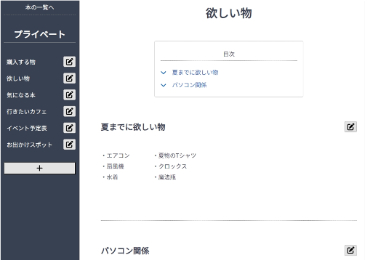 本の一覧へ
プライベート
購入する物
欲しい物
気になる本
行きたいカフェ
イベント予定表
お出かけスポット
+
欲しい物
目次
夏までに欲しい物
パソコン関係
夏までに欲しい物
・エアコン ・夏物のTシャツ
・扇風機 ・クロックス
・水着
パソコン関係